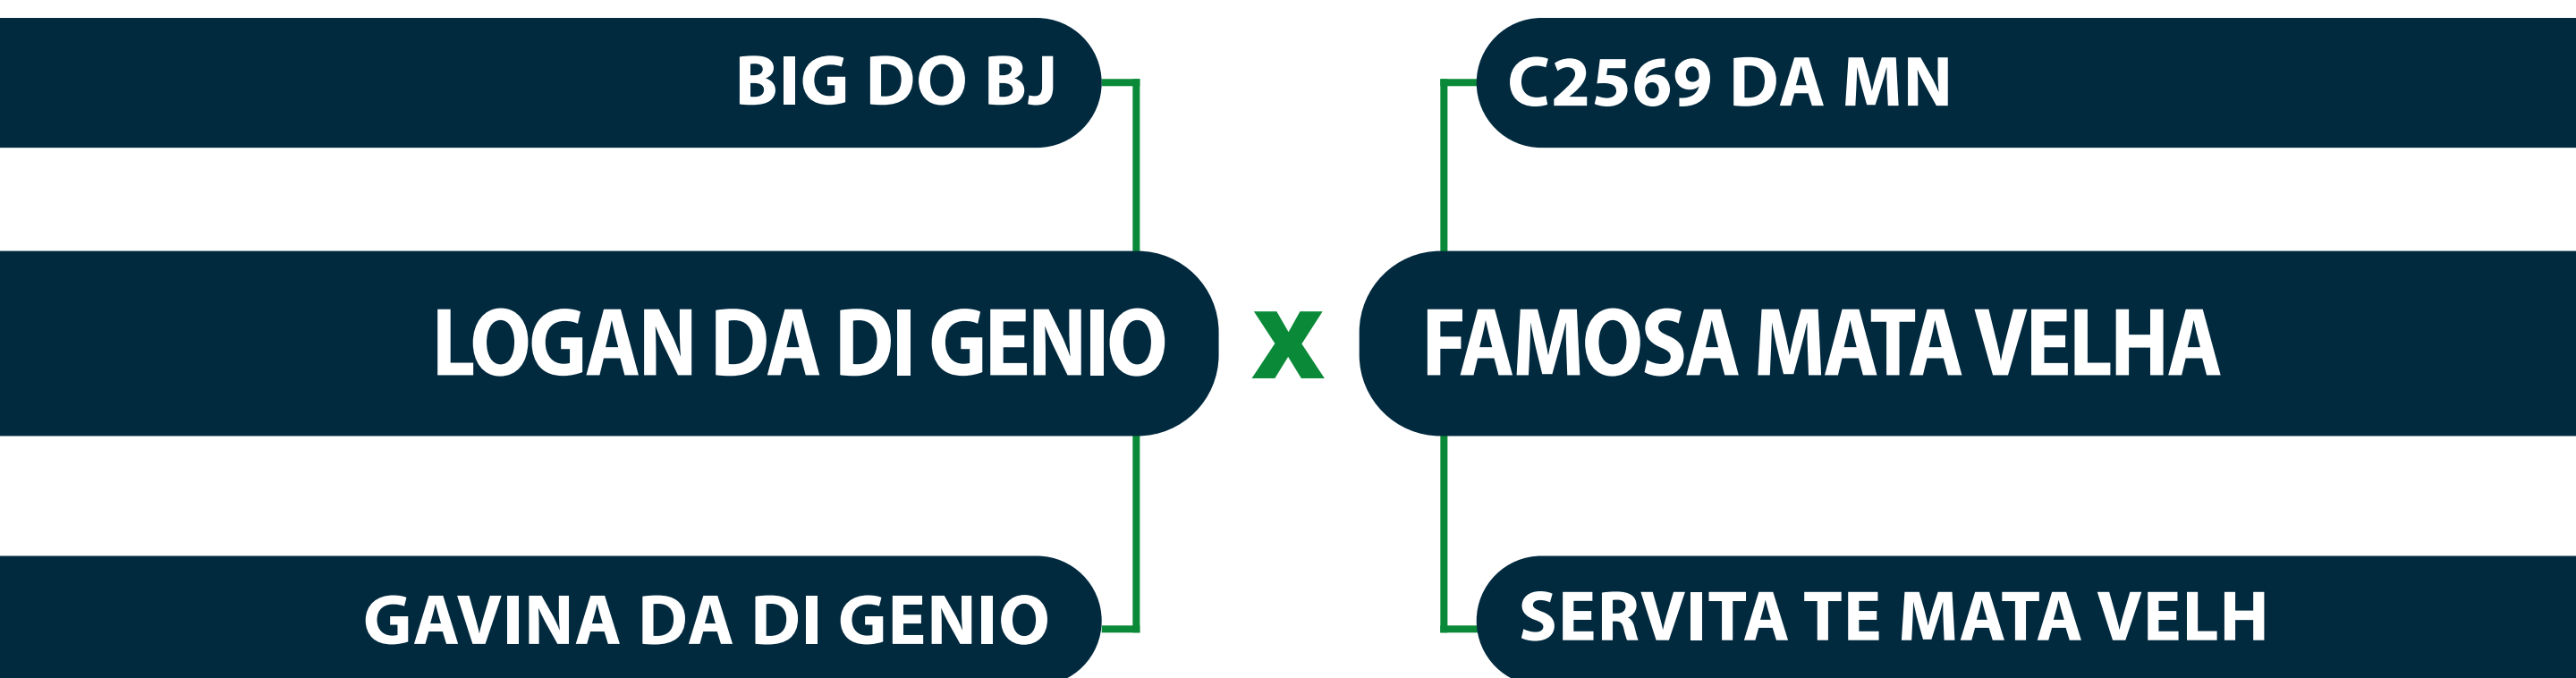 BIG DO BJ
C2569 DA MN
LOGAN DA DI GENIO
X
FAMOSA MATA VELHA
GAVINA DA DI GENIO
SERVITA TE MATA VELH